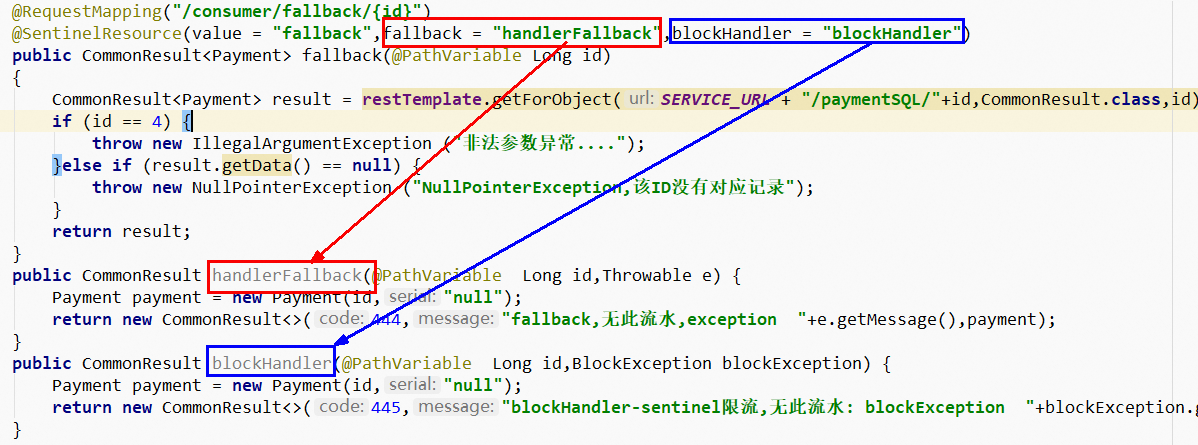 @RequestMapping("/consumer/fallback/{id}")
@SentinelResource(value = "fallback",fallback = "handlerFallback",blockHandler = "blockHandler")
public CommonResult<Payment> fallback(@PathVariable Long id)
{
CommonResult<Payment> result = restTemplate.getForObject( url: SERVICE_URL + "/paymentSQL/"+id,CommonResult.class,id)
if (id == 4) {
throw new IllegalArgumentException ("非法参数异常....");
}else if (result.getData() == null) {
throw new NullPointerException ("NullPointerException,该ID没有对应记录");
}
return result;
}
public CommonResult handlerFallback(@PathVariable  Long id,Throwable e) {
Payment payment = new Payment(id, serial: "null");
return new CommonResult<>( code: 444, message: "fallback,无此流水,exception  "+e.getMessage(),payment);
}
public CommonResult blockHandler(@PathVariable  Long id,BlockException blockException) {
Payment payment = new Payment(id, serial: "null");
return new CommonResult<>( code: 445, message: "blockHandler-sentinel限流,无此流水: blockException  "+blockException.g
}